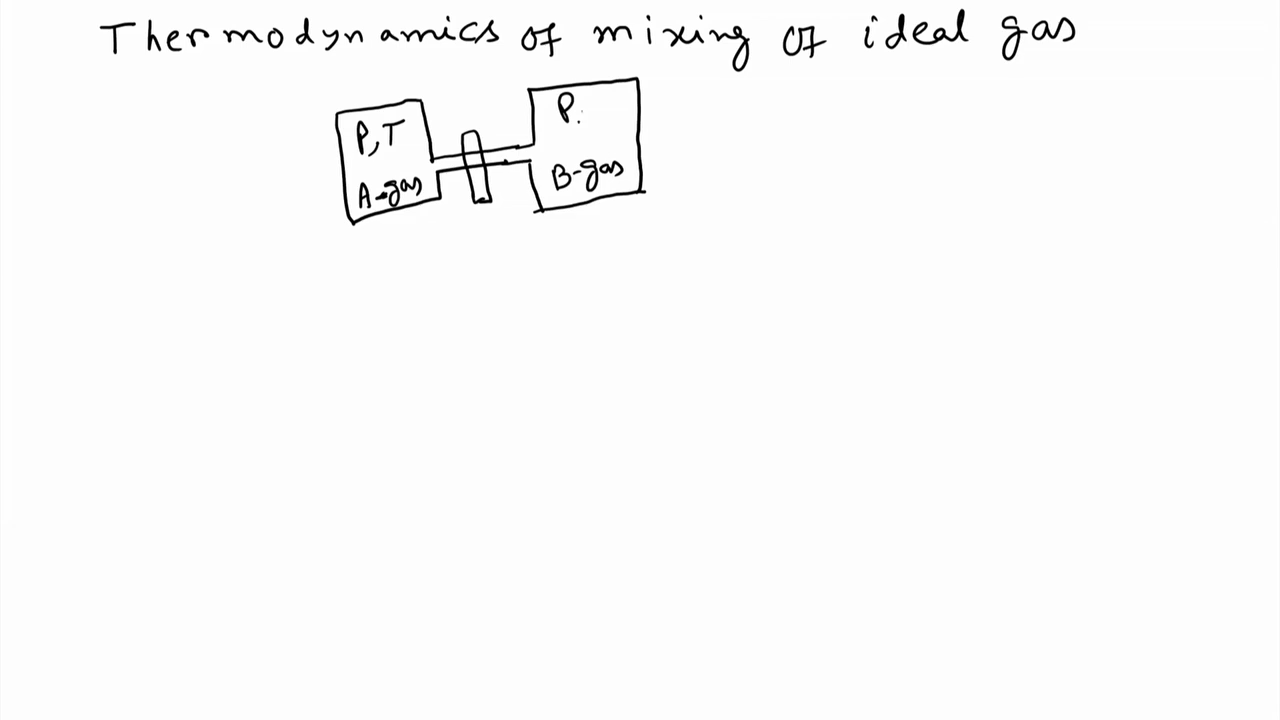 Thermodynamics of mixing of ideal gas
P,T
A-gas
P.
B-gas